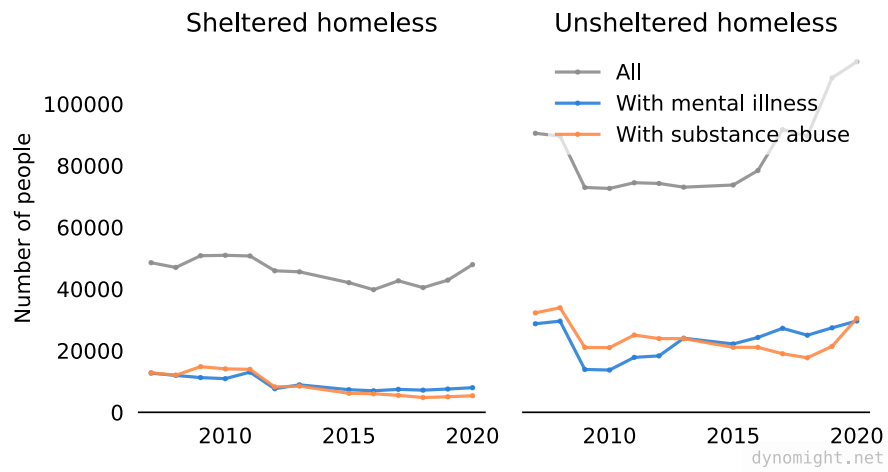 Sheltered homeless
Unsheltered homeless
Number of people
100000
80000
60000
40000
20000
0
2010
2015
2020
All
With mental illness
With substance abuse
2010
2015
2020
dynomight.net